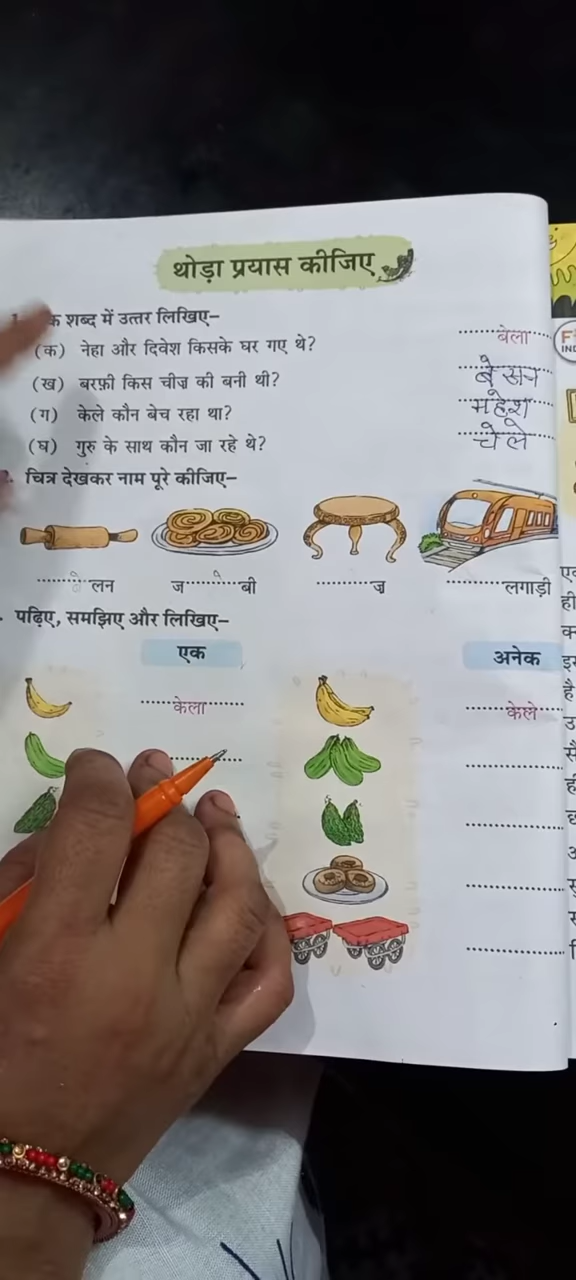 थोड़ा प्रयास कीजिए
शब्द में उत्तर लिखिए–
(क) नेहा और दिवेश किसके घर गए थे? बेला
(ख) बरफ़ी किस चीज़ की बनी थी? बेसन
(ग) केले कौन बेच रहा था? महेश
(घ) गुरु के साथ कौन जा रहे थे? चेले
चित्र देखकर नाम पूरे कीजिए–
बे लन ज े बी ज़ लगाड़ी
पढ़िए, समझिए और लिखिए–
एक अनेक
केला केले